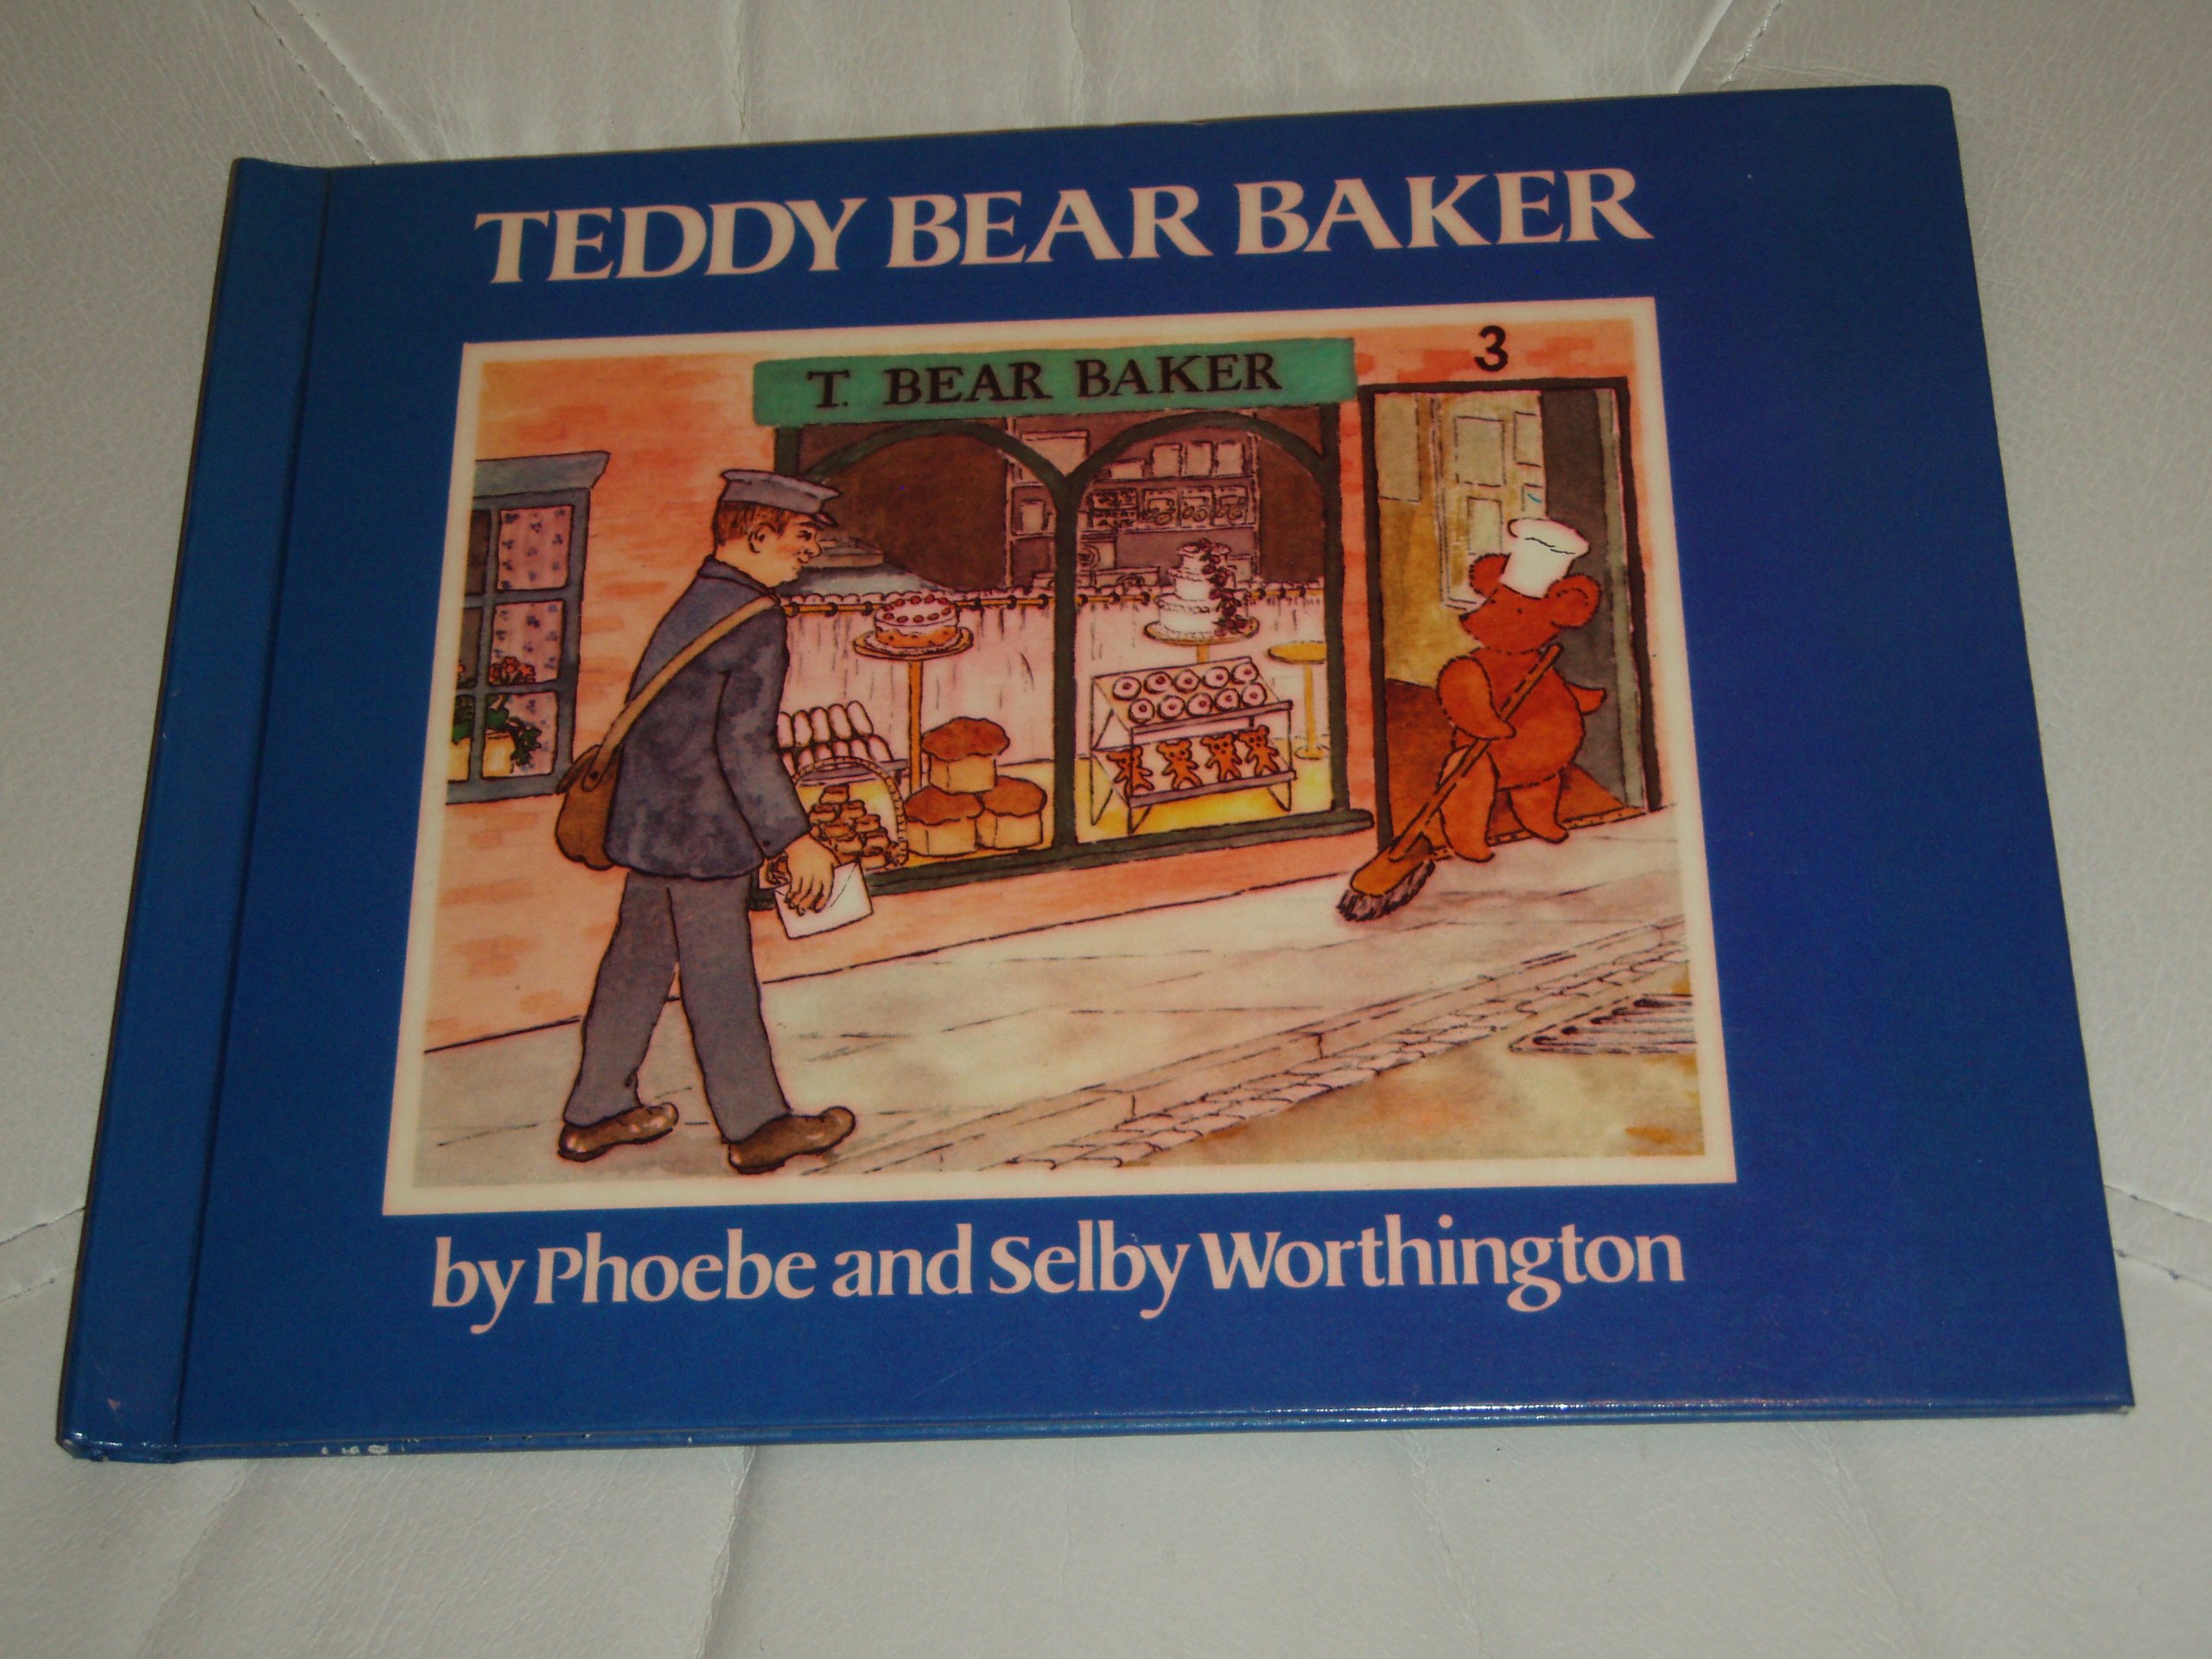 TEDDY BEAR BAKER
T. BEAR BAKER
3
by Phoebe and Selby Worthington